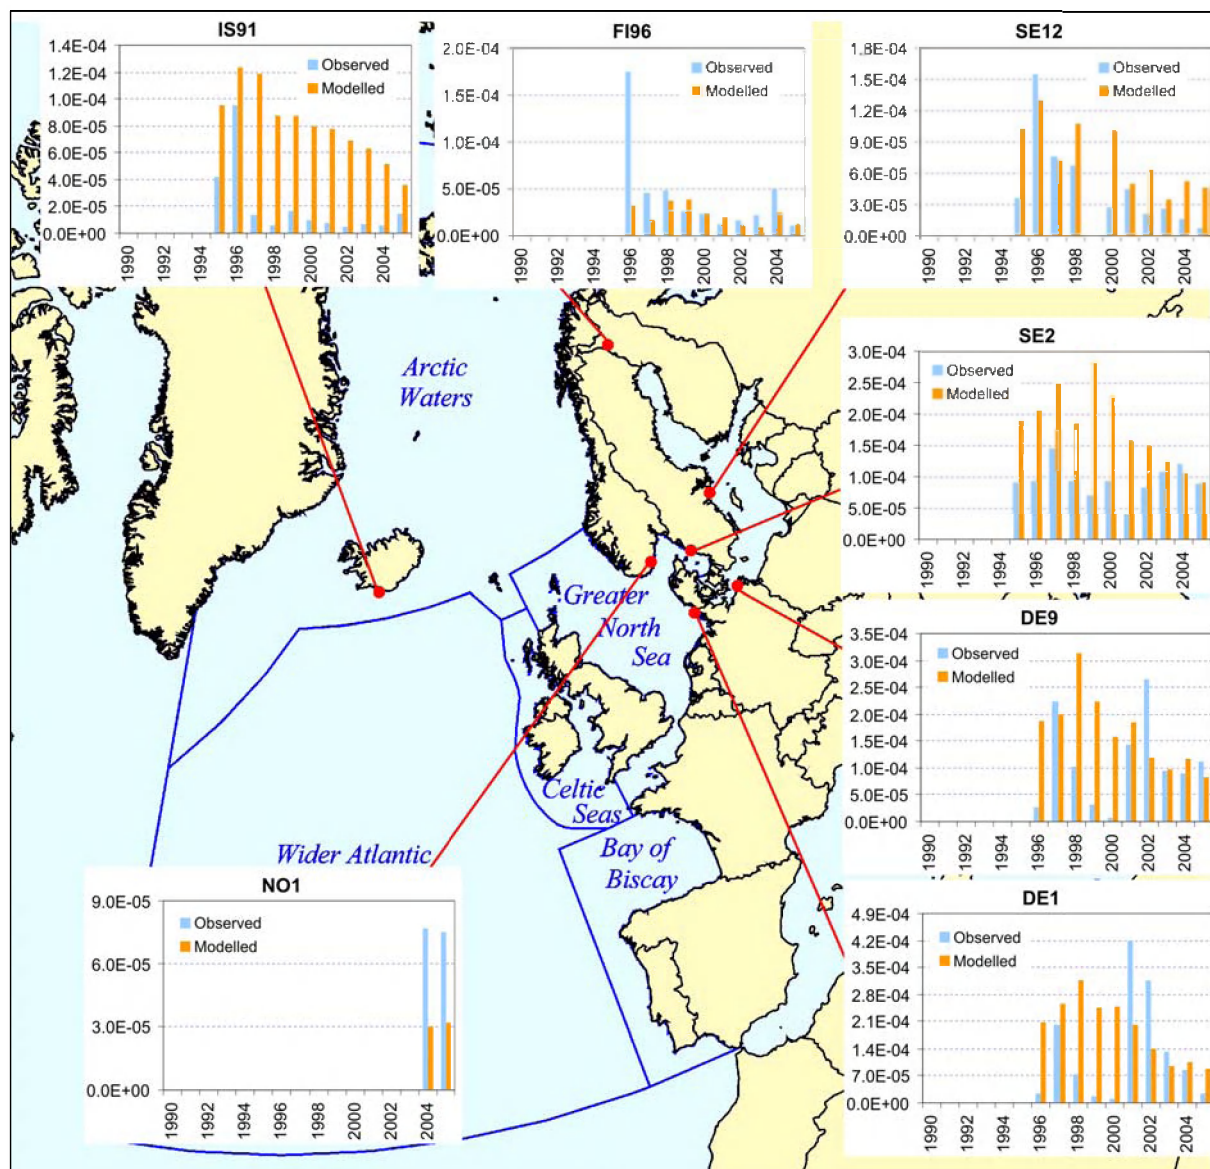 IS91
1.4E-04
1.2E-04
1.0E-04
8.0E-05
6.0E-05
4.0E-05
2.0E-05
0.0E+00
Observed
Modelled
1990
1992
1994
1996
1998
2000
2002
2004
FI96
2.0E-04
1.5E-04
1.0E-04
5.0E-05
0.0E+00
Observed
Modelled
1990
1992
1994
1996
1998
2000
2002
2004
SE12
1.8E-04
1.5E-04
1.2E-04
9.0E-05
6.0E-05
3.0E-05
0.0E+00
Observed
Modelled
1990
1992
1994
1996
1998
2000
2002
2004
Arctic
Waters
SE2
3.0E-04
2.5E-04
2.0E-04
1.5E-04
1.0E-04
5.0E-05
0.0E+00
Observed
Modelled
1990
1992
1994
1996
1998
2000
2002
2004
Greater
North
Sea
DE9
3.5E-04
3.0E-04
2.5E-04
2.0E-04
1.5E-04
1.0E-04
5.0E-05
0.0E+00
Observed
Modelled
1990
1992
1994
1996
1998
2000
2002
2004
Celtic
Seas
Wider Atlantic
Bay of
Biscay
NO1
9.0E-05
6.0E-05
3.0E-05
0.0E+00
Observed
Modelled
1990
1992
1994
1996
1998
2000
2002
2004
DE1
4.9E-04
4.2E-04
3.5E-04
2.8E-04
2.1E-04
1.4E-04
7.0E-05
0.0E+00
Observed
Modelled
1990
1992
1994
1996
1998
2000
2002
2004